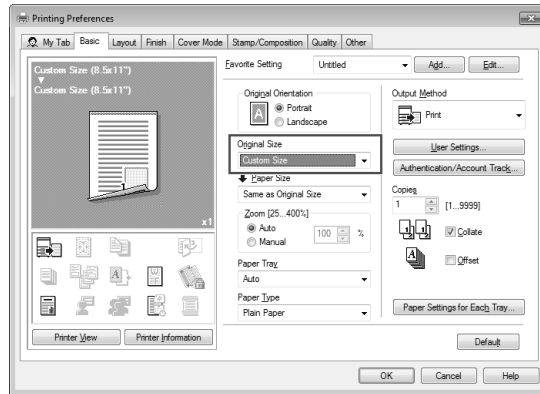 Printing Preferences
My Tab Basic Layout Finish Cover Mode Stamp/Composition Quality Other
Custom Size (8.5x11")
Custom Size (8.5x11")
1
x1
Printer View Printer Information
Favorite Setting Untitled Add... Edit...
Original Orientation
A Portrait
Landscape
Original Size
Custom Size
Paper Size
Same as Original Size
Zoom [25...400%]
Auto
Manual
100 %
Paper Tray
Auto
Paper Type
Plain Paper
Output Method
Print
User Settings...
Authentication/Account Track...
Copies
1 [1...9999]
Collate
Offset
Paper Settings for Each Tray...
Default
OK Cancel Help